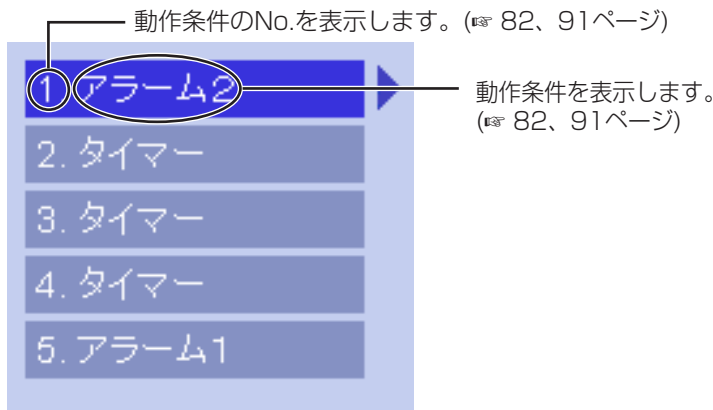 動作条件のNo.を表示します。(☞ 82、91ページ)
1 アラーム2
動作条件を表示します。
(☞ 82、91ページ)
2. タイマー
3. タイマー
4. タイマー
5. アラーム1